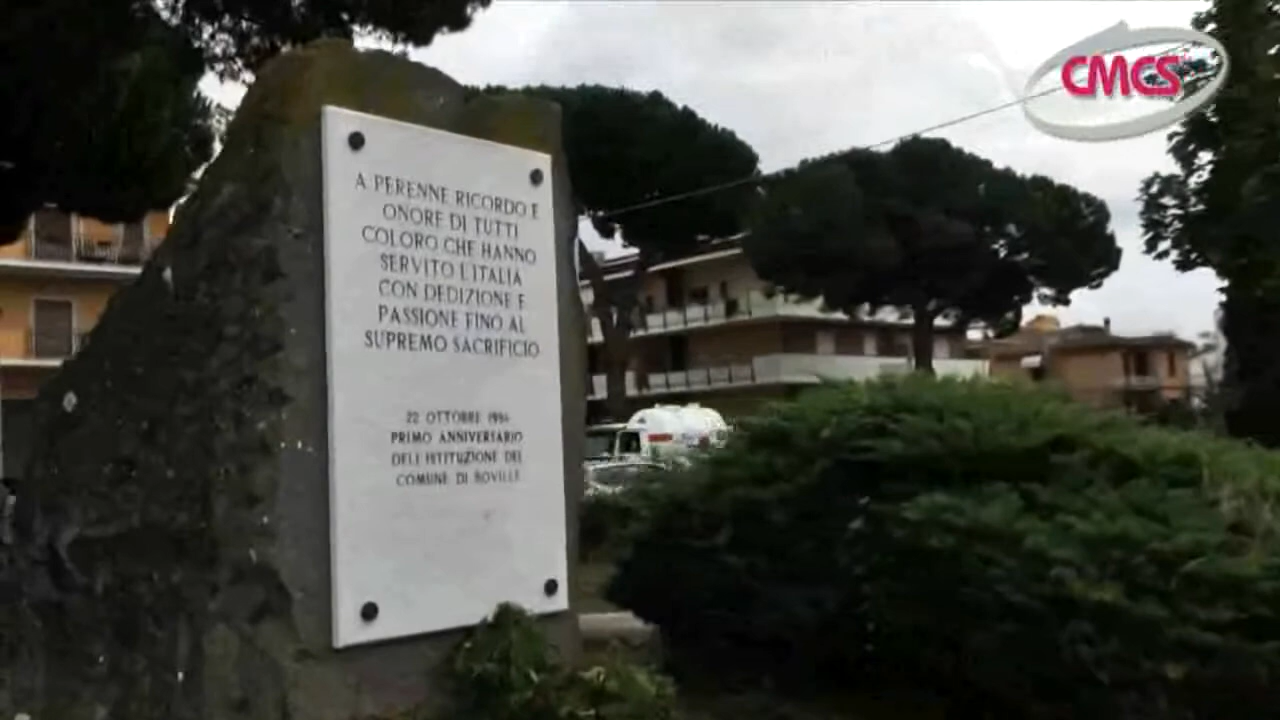 CMCS
A PERENNE RICORDO E
ONORE DI TUTTI
COLORO CHE HANNO
SERVITO L'ITALIA
CON DEDIZIONE E
PASSIONE FINO AL
SUPREMO SACRIFICIO
22 OTTOBRE 1994
PRIMO ANNIVERSARIO
DELL'ISTITUZIONE DEL
COMUNE DI BOVILLE